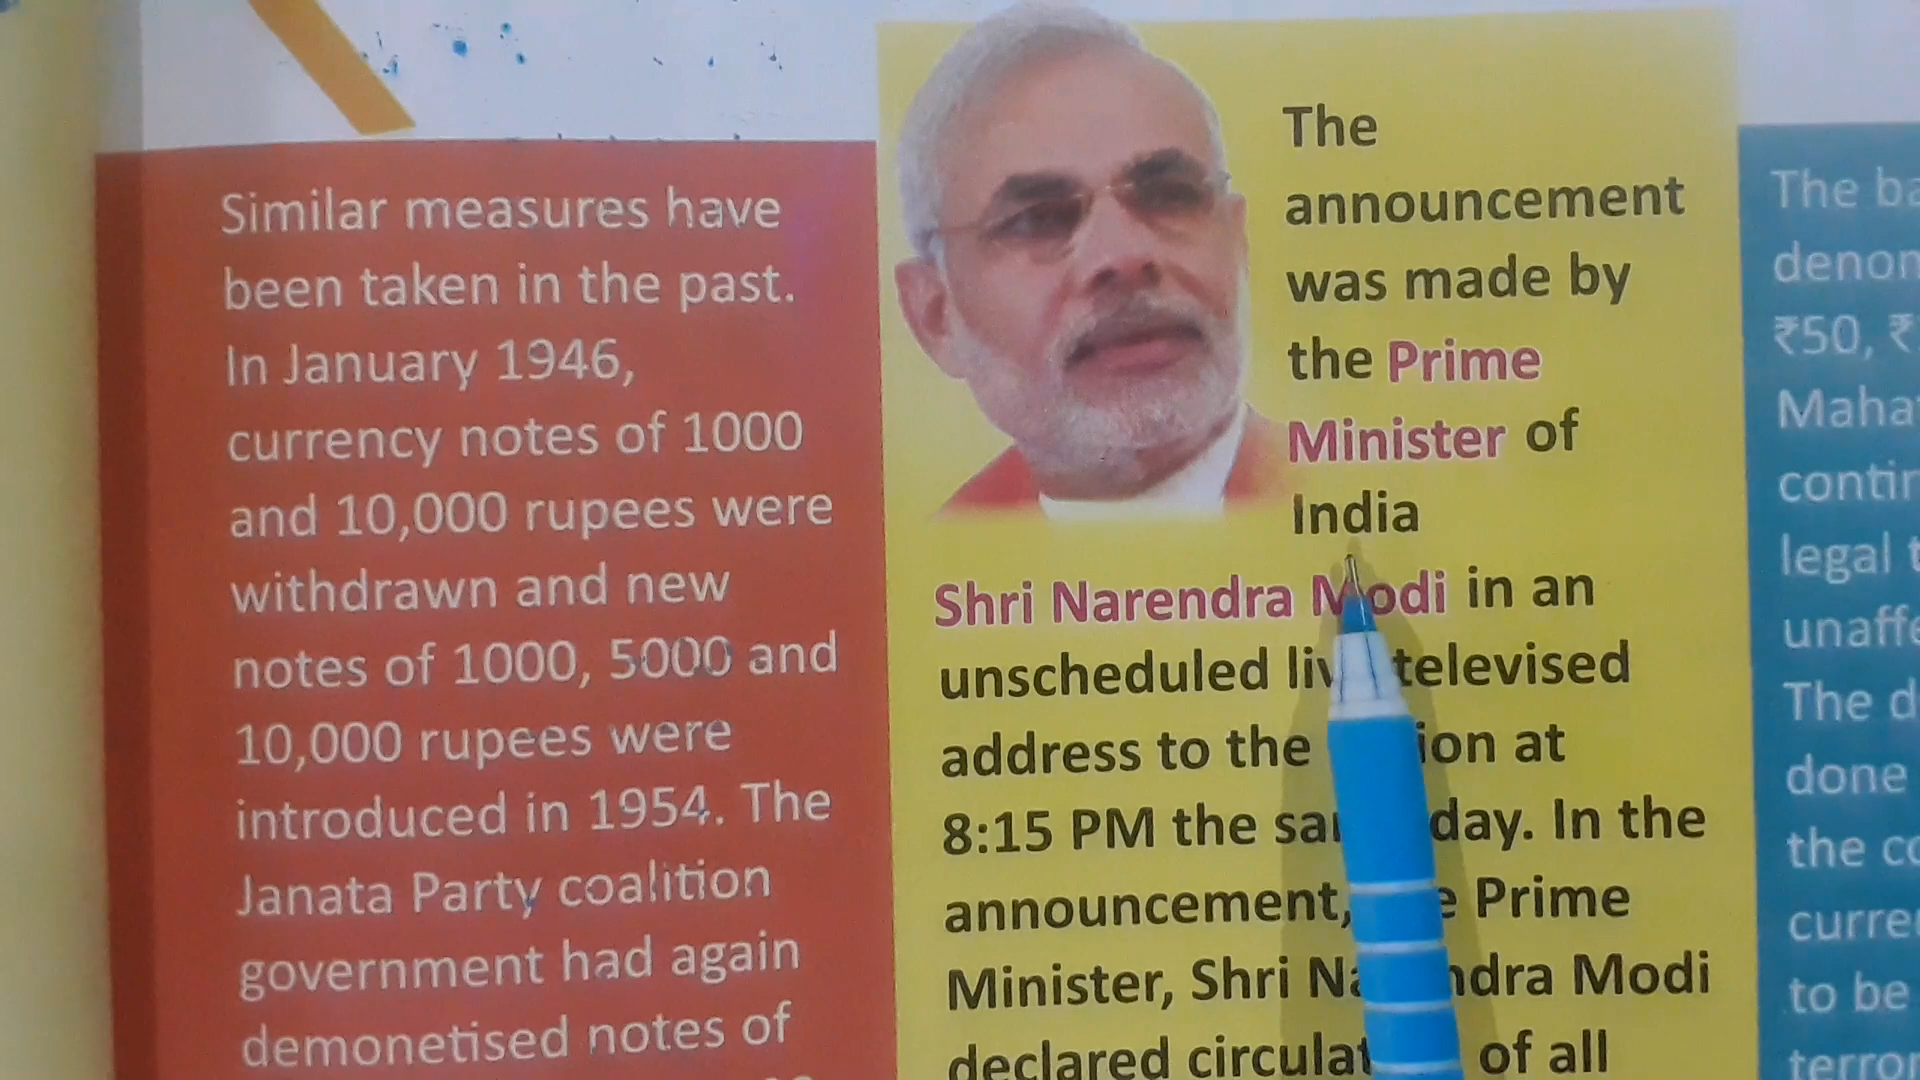 Similar measures have
been taken in the past.
In January 1946,
currency notes of 1000
and 10,000 rupees were
withdrawn and new
notes of 1000, 5000 and
10,000 rupees were
introduced in 1954. The
Janata Party coalition
government had again
demonetised notes of
The
announcement
was made by
the Prime
Minister of
India
Shri Narendra Modi in an
unscheduled televised
address to the at
8:15 PM the day. In the
announcement, Prime
Minister, Shri Modi
declared of all
The
₹50,
legal
The
done
the
to be